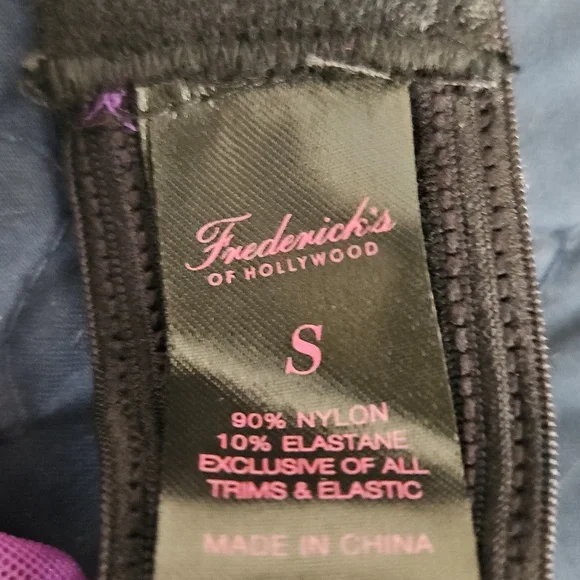 Frederick's
OF HOLLYWOOD
S
90% NYLON
10% ELASTANE
EXCLUSIVE OF ALL
TRIMS & ELASTIC
MADE IN CHINA